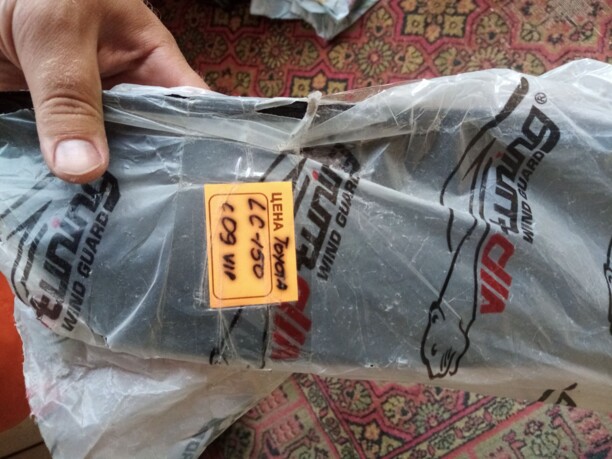 tuning
WIND GUARD
ЦЕНА TOYOTA
LC-150
с 09 VIP
VIP tuning
WIND GUARD
VIP tuning®
WIND GUARD